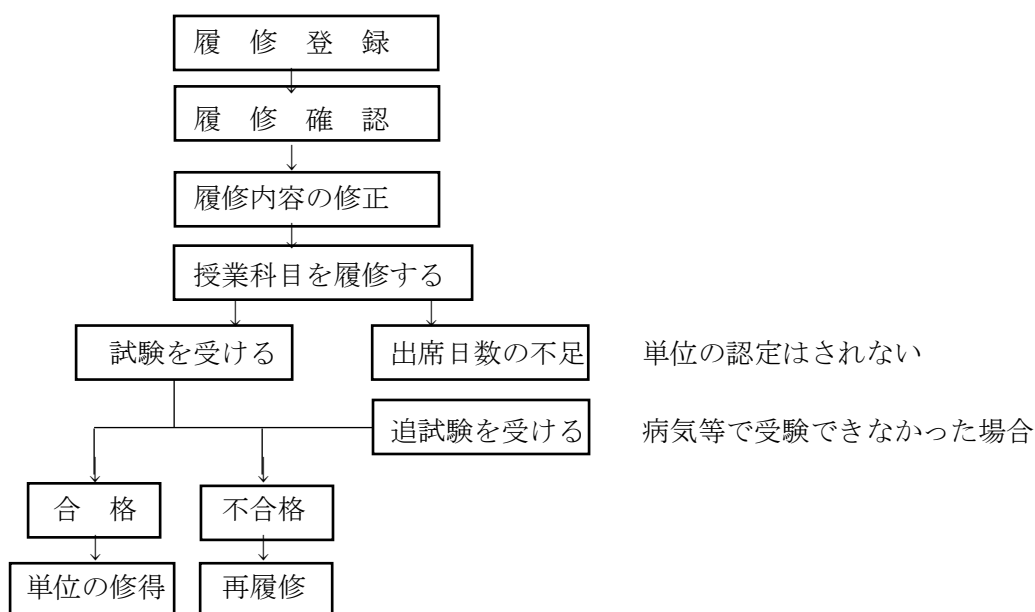 履　修　登　録
履　修　確　認
履修内容の修正
授業科目を履修する
試験を受ける
出席日数の不足
単位の認定はされない
追試験を受ける
病気等で受験できなかった場合
合　格
不合格
単位の修得
再履修